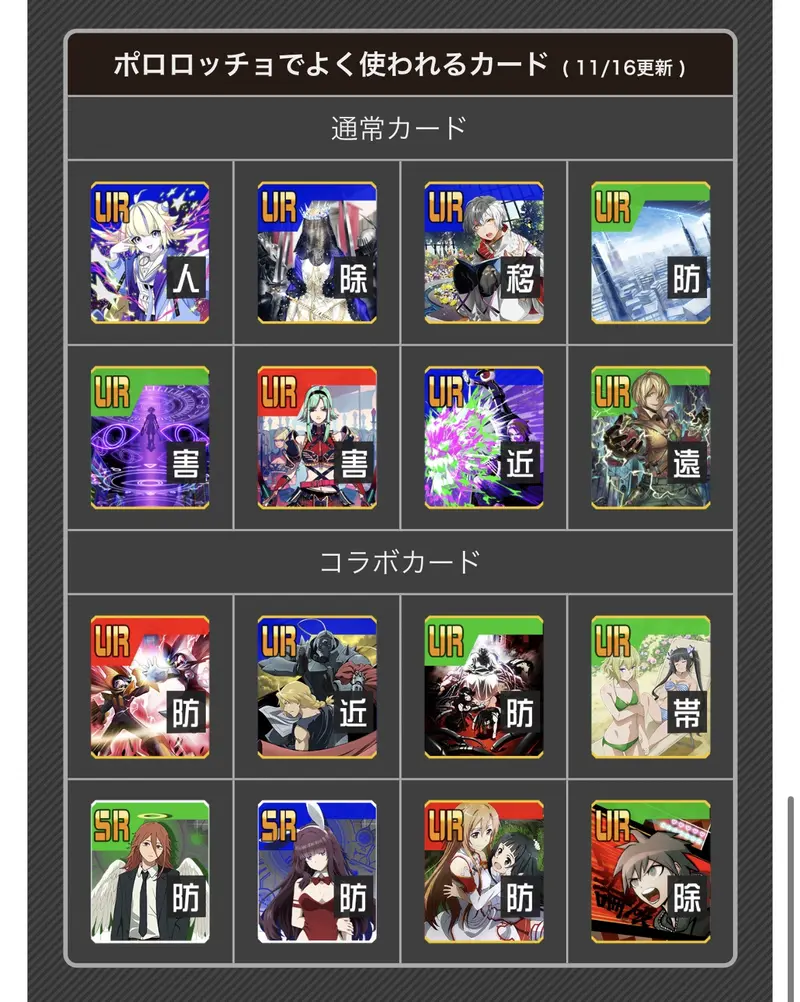 ポロロッチョでよく使われるカード ( 11/16更新 )
通常カード
UR 人
UR 除
UR 移
UR 防
UR 害
UR 害
UR 近
UR 遠
コラボカード
UR 防
UR 近
UR 防
UR 帯
SR 防
SR 防
UR 防
UR 除